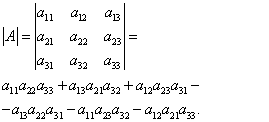 |A| = | a₁₁ a₁₂ a₁₃ |
| a₂₁ a₂₂ a₂₃ | =
| a₃₁ a₃₂ a₃₃ |
a₁₁a₂₂a₃₃ + a₁₃a₂₁a₃₂ + a₁₂a₂₃a₃₁ −
− a₁₃a₂₂a₃₁ − a₁₁a₂₃a₃₂ − a₁₂a₂₁a₃₃.